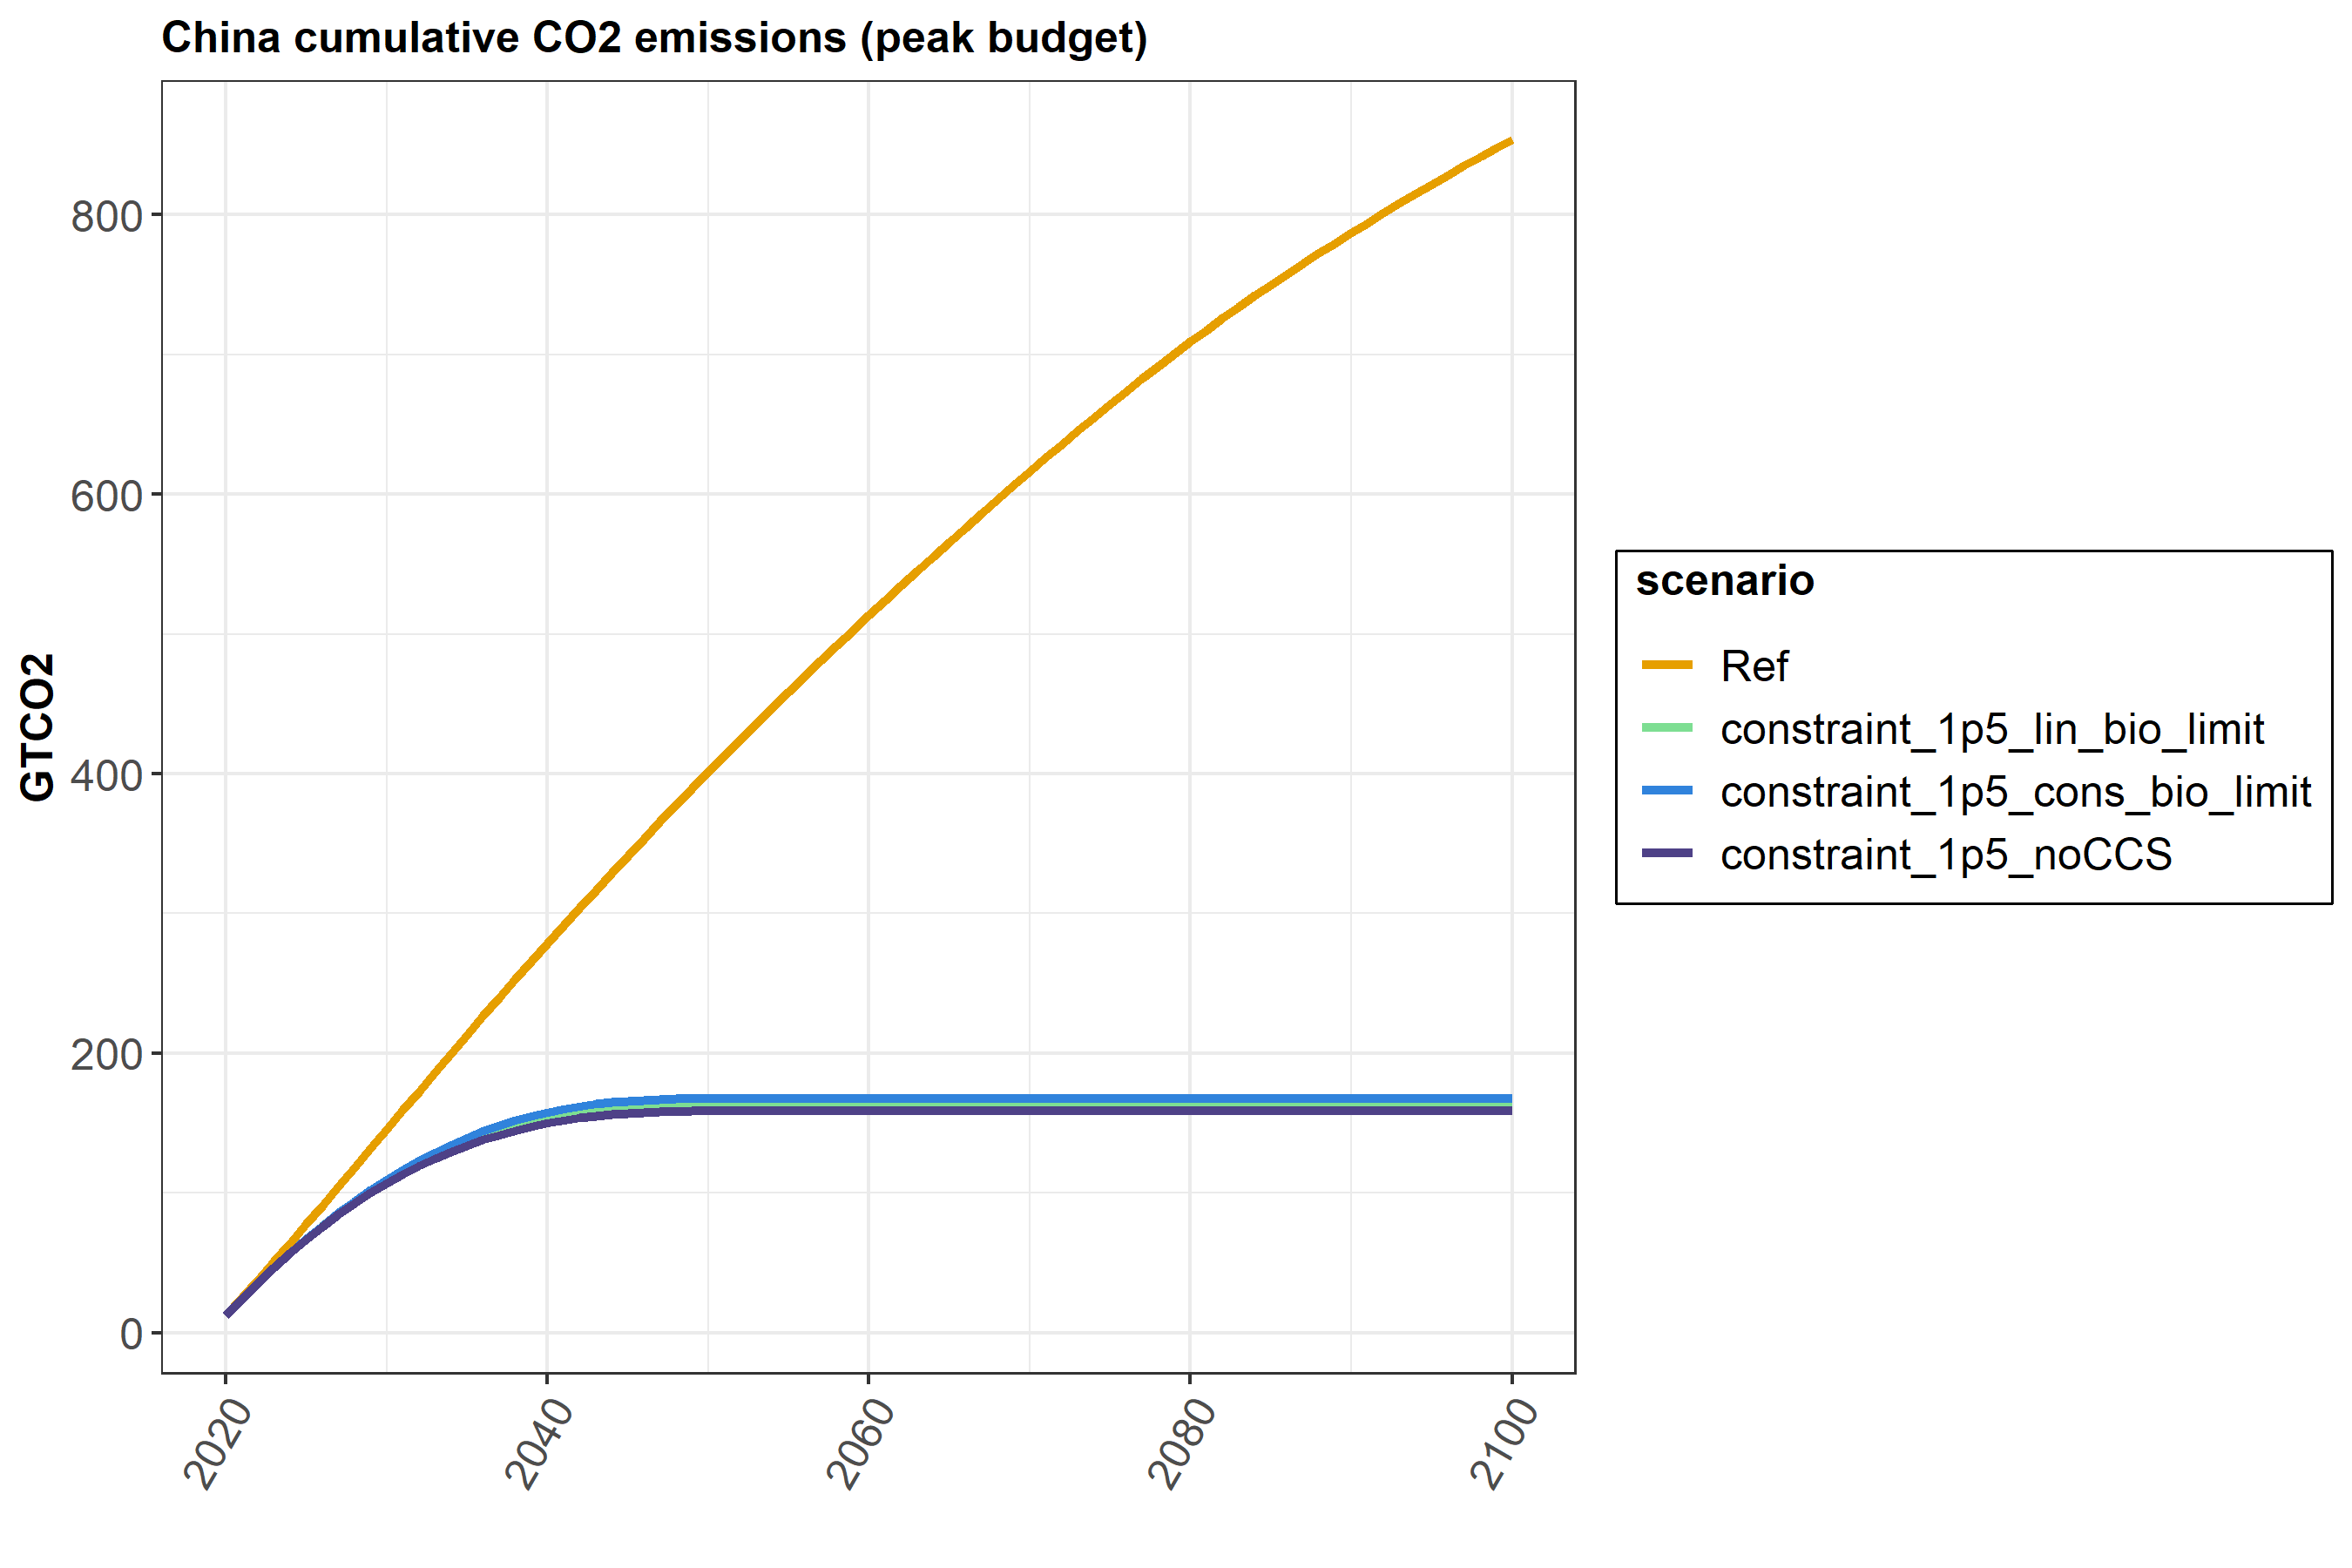 China cumulative CO2 emissions (peak budget)
GTCO2
800
600
400
200
0
2020
2040
2060
2080
2100
scenario
Ref
constraint_1p5_lin_bio_limit
constraint_1p5_cons_bio_limit
constraint_1p5_noCCS